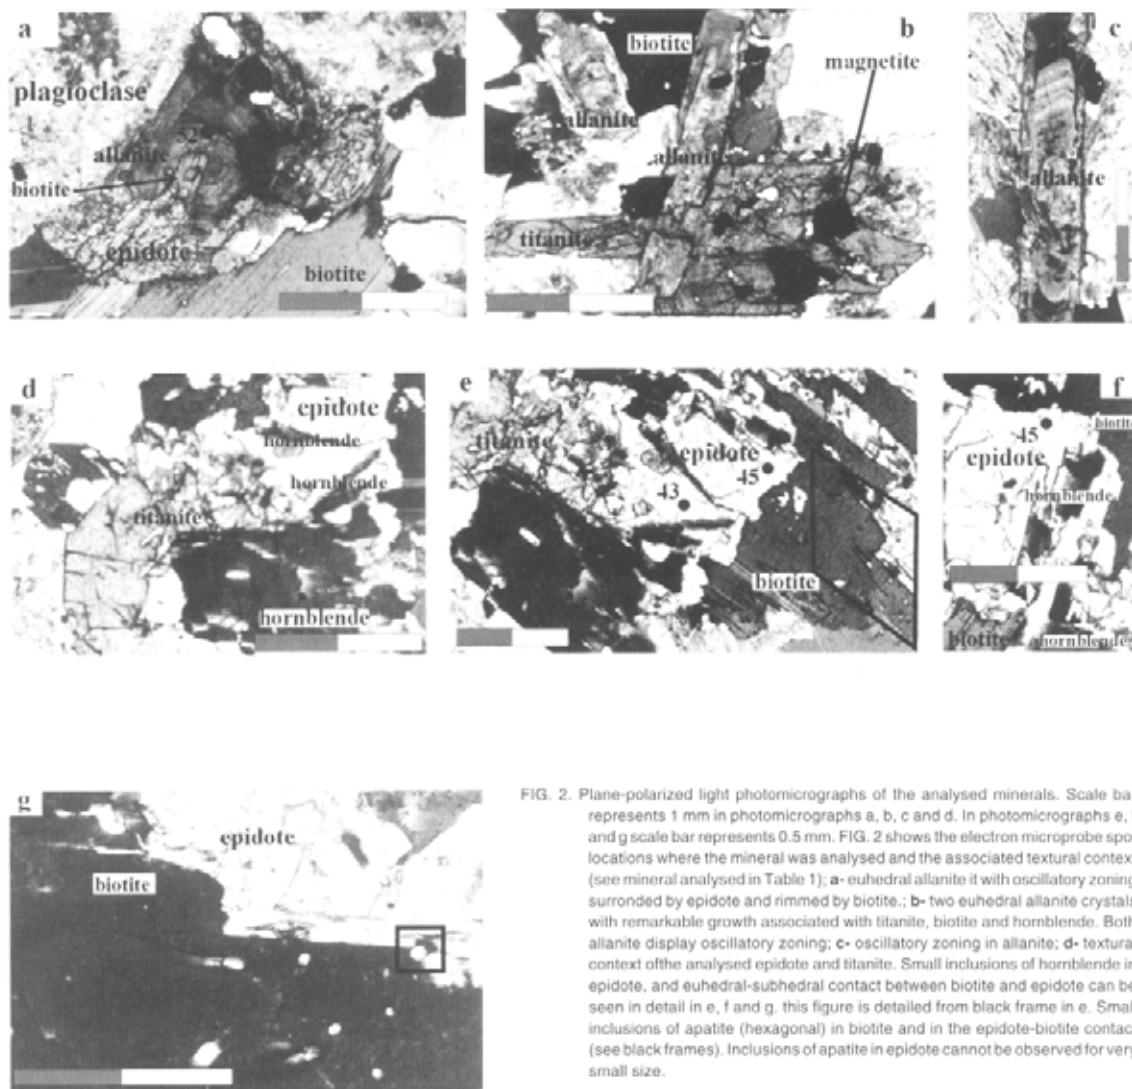 a
plagioclase
52
allanite
biotite
epidote
biotite
b
biotite
magnetite
allanite
allanite
titanite
c
allanite
d
epidote
hornblende
hornblende
titanite
hornblende
e
titanite
epidote
45
43
biotite
f
biotite
45
epidote
hornblende
biotite
hornblende
g
epidote
biotite
FIG. 2. Plane-polarized light photomicrographs of the analysed minerals. Scale bar
represents 1 mm in photomicrographs a, b, c and d. In photomicrographs e,
and g scale bar represents 0.5 mm. FIG. 2 shows the electron microprobe spo
locations where the mineral was analysed and the associated textural contex
(see mineral analysed in Table 1); a- euhedral allanite it with oscillatory zoning
surronded by epidote and rimmed by biotite.; b- two euhedral allanite crystals
with remarkable growth associated with titanite, biotite and hornblende. Both
allanite display oscillatory zoning; c- oscillatory zoning in allanite; d- textura
context ofthe analysed epidote and titanite. Small inclusions of hornblende in
epidote, and euhedral-subhedral contact between biotite and epidote can be
seen in detail in e, f and g. this figure is detailed from black frame in e. Smal
inclusions of apatite (hexagonal) in biotite and in the epidote-biotite contac
(see black frames). Inclusions of apatite in epidote cannot be observed for very
small size.